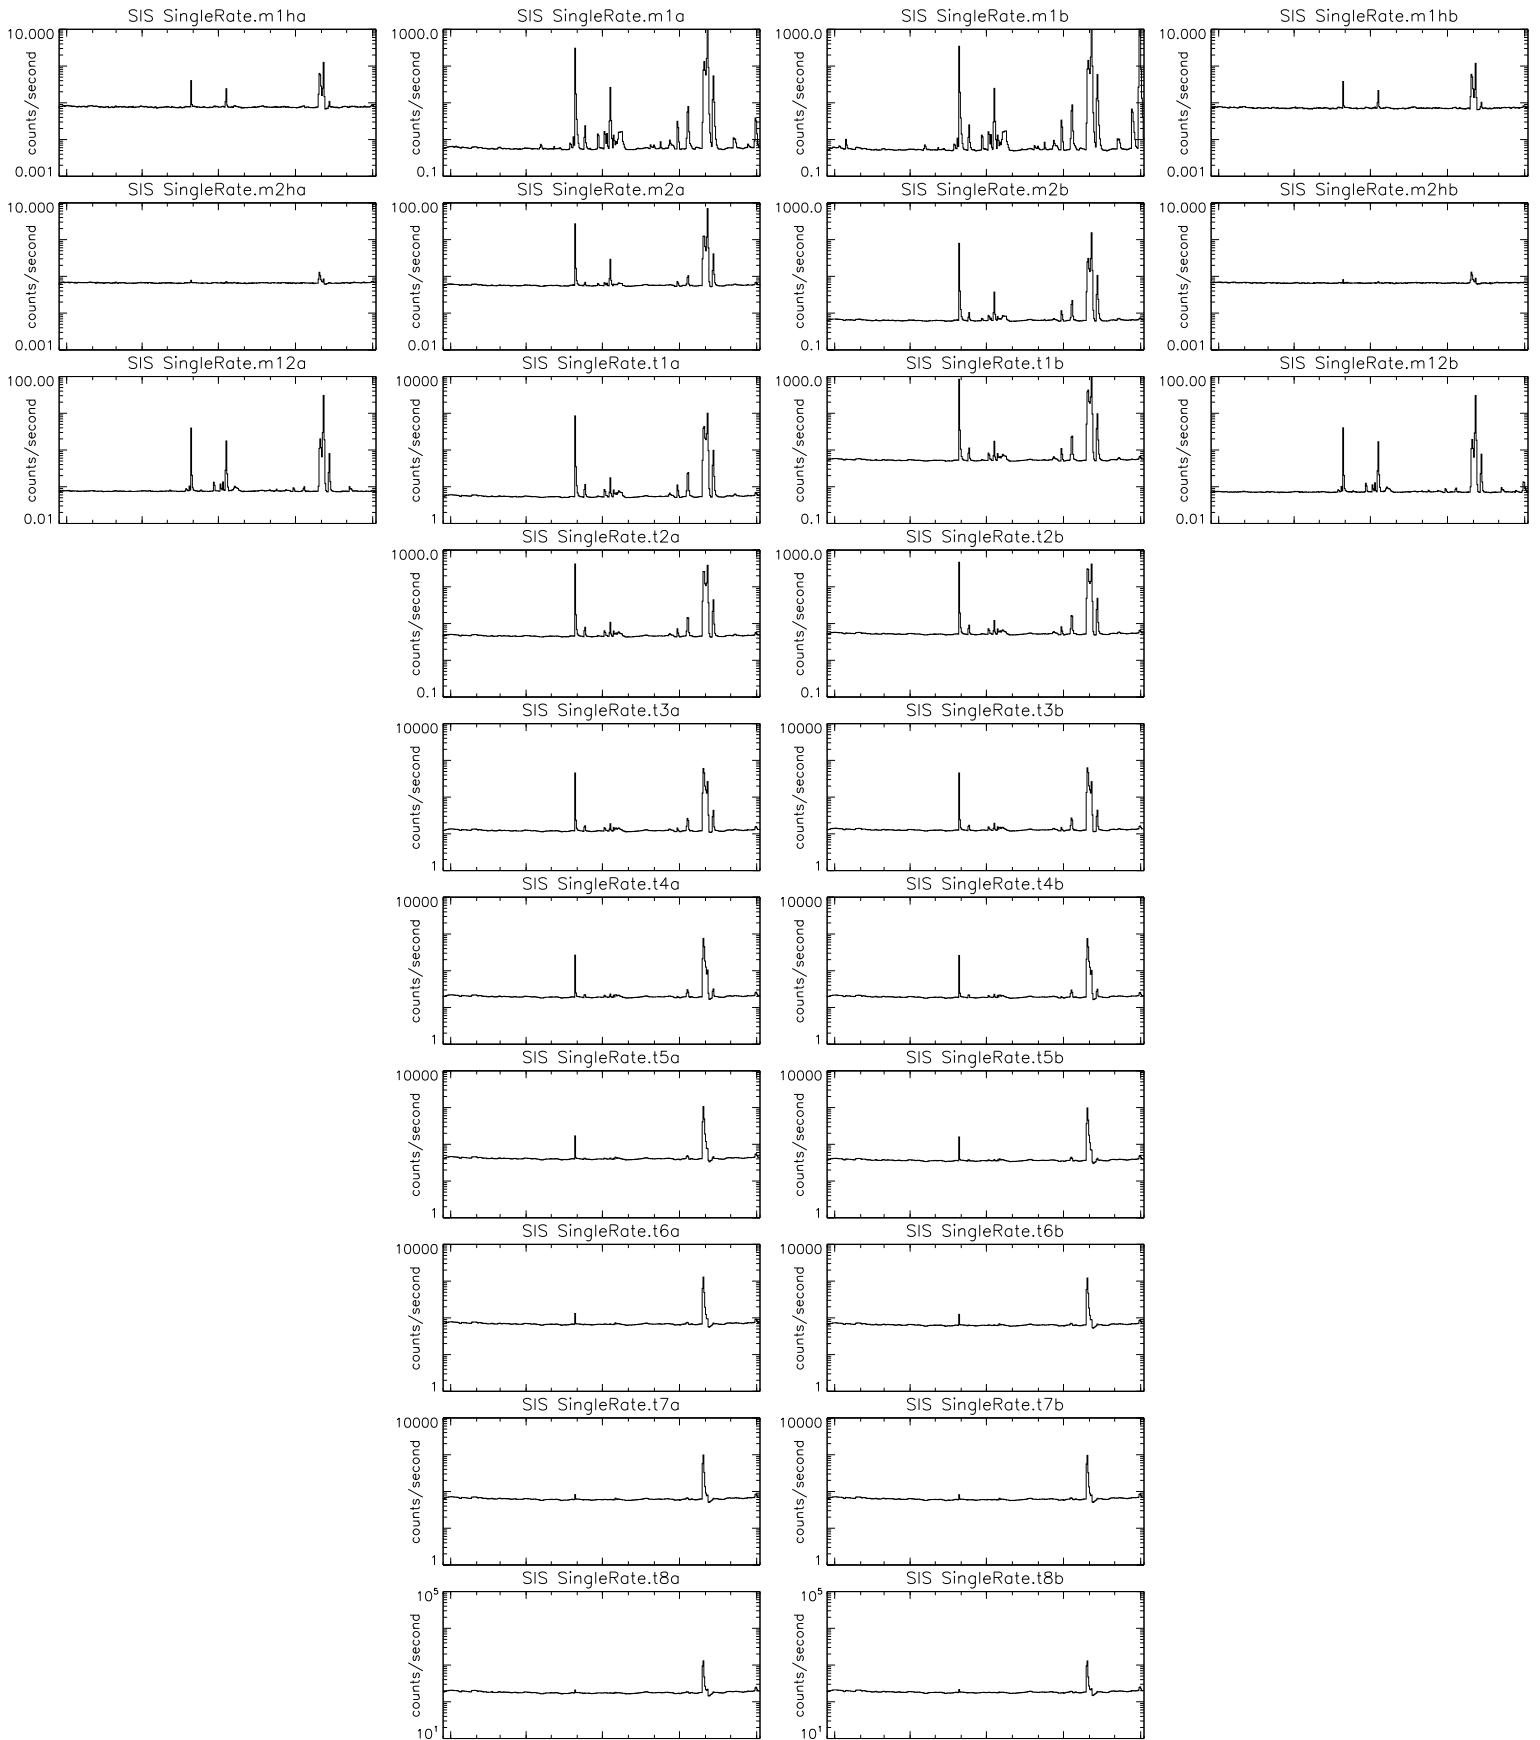 SIS SingleRate.m1ha
10.000
counts/second
0.001
SIS SingleRate.m1a
1000.0
0.1
SIS SingleRate.m1b
1000.0
counts/second
0.1
SIS SingleRate.m1hb
10.000
counts/second
0.001
SIS SingleRate.m2ha
10.000
counts/second
0.001
SIS SingleRate.m2a
100.00
counts/second
0.01
SIS SingleRate.m2b
1000.0
counts/second
0.1
SIS SingleRate.m2hb
10.000
counts/second
0.001
SIS SingleRate.m12a
100.00
counts/second
0.01
SIS SingleRate.t1a
10000
counts/second
1
SIS SingleRate.t1b
1000.0
counts/second
0.1
SIS SingleRate.m12b
100.00
counts/second
0.01
SIS SingleRate.t2a
1000.0
counts/second
0.1
SIS SingleRate.t2b
1000.0
counts/second
0.1
SIS SingleRate.t3a
10000
counts/second
1
SIS SingleRate.t3b
10000
counts/second
1
SIS SingleRate.t4a
10000
counts/second
1
SIS SingleRate.t4b
10000
counts/second
1
SIS SingleRate.t5a
10000
counts/second
1
SIS SingleRate.t5b
10000
counts/second
1
SIS SingleRate.t6a
10000
counts/second
1
SIS SingleRate.t6b
10000
counts/second
1
SIS SingleRate.t7a
10000
counts/second
1
SIS SingleRate.t7b
10000
counts/second
1
SIS SingleRate.t8a
10⁵
counts/second
10¹
SIS SingleRate.t8b
10⁵
counts/second
10¹